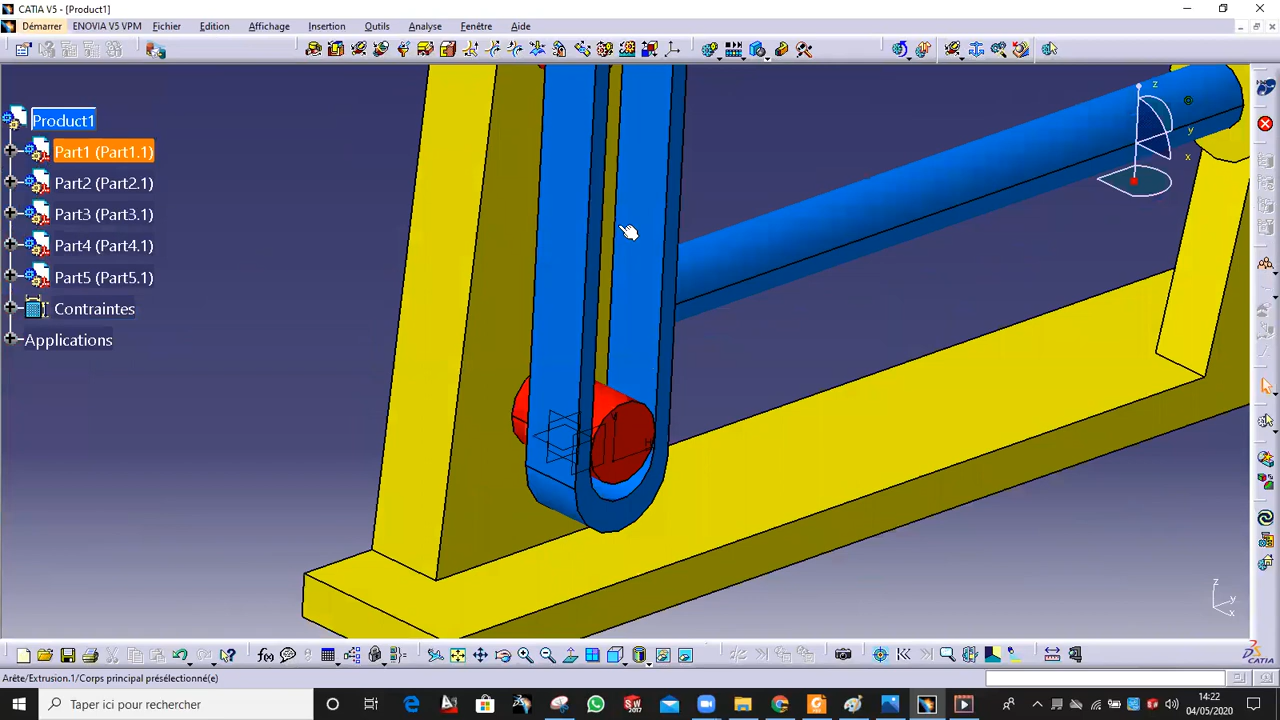 CATIA V5 - [Product1]
Démarrer ENOVIA V5 VPM Fichier Edition Affichage Insertion Outils Analyse Fenêtre Aide
Product1
Part1 (Part1.1)
Part2 (Part2.1)
Part3 (Part3.1)
Part4 (Part4.1)
Part5 (Part5.1)
Contraintes
Applications
z
y
x
H
z
y
x
f(x)
CATIA
Arête/Extrusion.1/Corps principal présélectionné(e)
Taper ici pour rechercher
14:22
04/05/2020